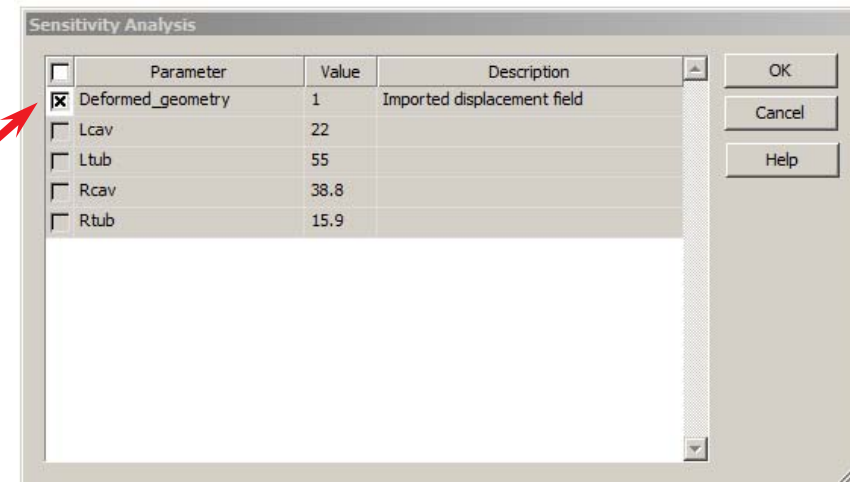 Sensitivity Analysis
Parameter Value Description
Deformed_geometry 1 Imported displacement field
Lcav 22
Ltub 55
Rcav 38.8
Rtub 15.9
OK
Cancel
Help